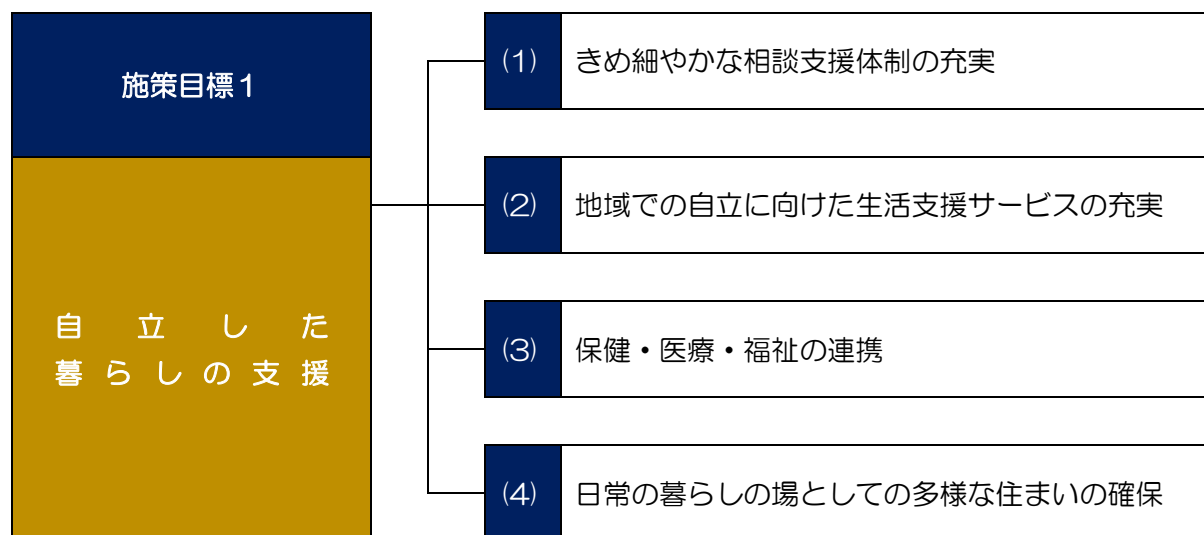 施策目標1
自立した
暮らしの支援
(1) きめ細やかな相談支援体制の充実
(2) 地域での自立に向けた生活支援サービスの充実
(3) 保健・医療・福祉の連携
(4) 日常の暮らしの場としての多様な住まいの確保